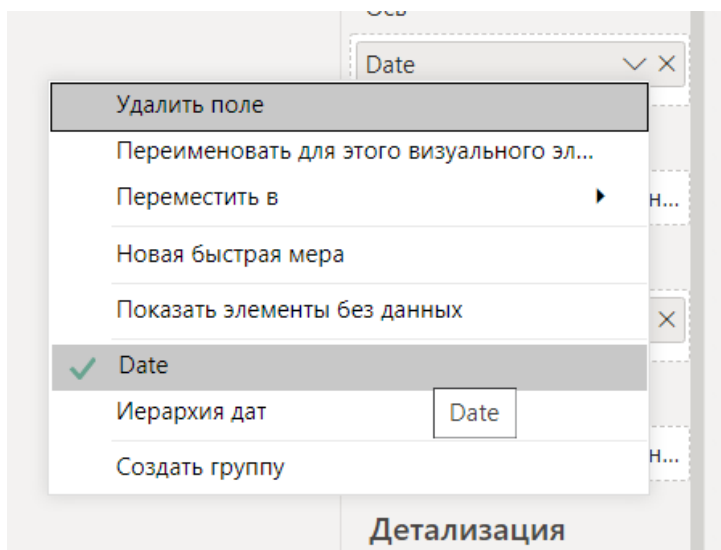 Ось
Date
Удалить поле
Переименовать для этого визуального эл...
Переместить в
н...
Новая быстрая мера
Показать элементы без данных
Date
Иерархия дат
Date
Создать группу
н...
Детализация